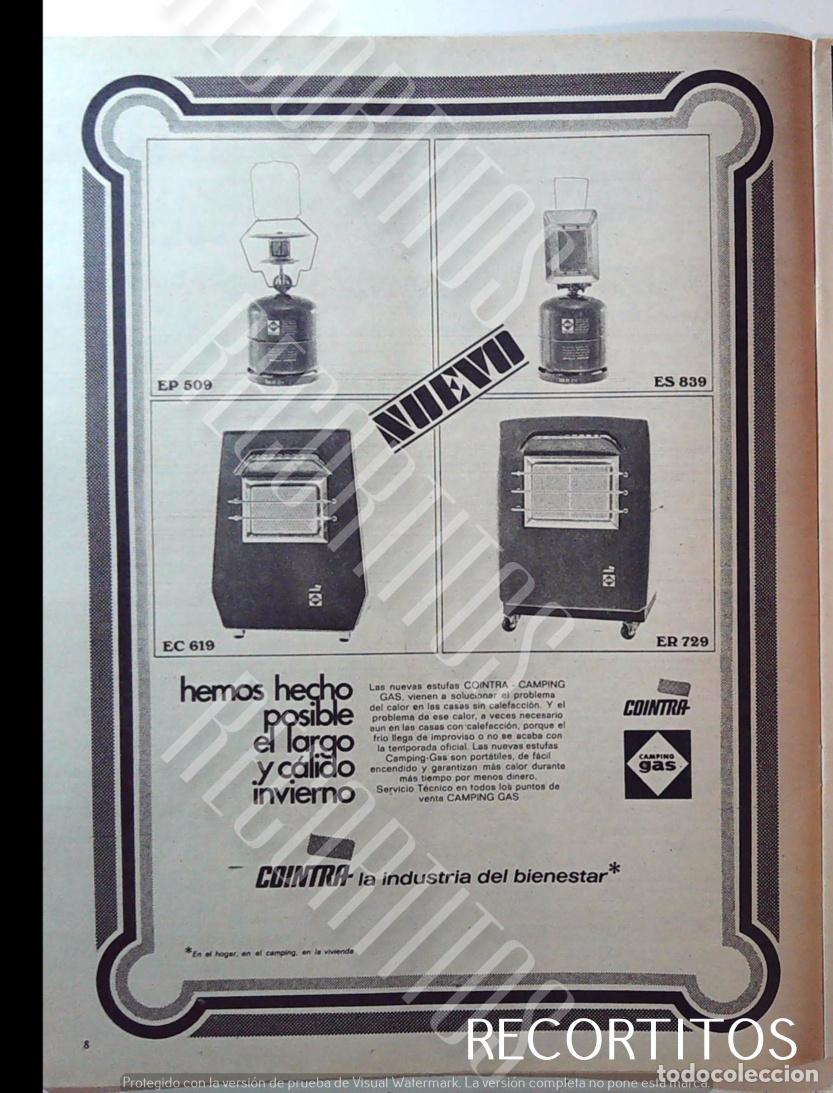 EP 509
ES 839
NUEVO
EC 619
ER 729
hemos hecho
posible
el largo
y cálido
invierno
Las nuevas estufas COINTRA - CAMPING
GAS, vienen a solucionar el problema
del calor en las casas sin calefacción. Y el
problema de ese calor, a veces necesario
aun en las casas con calefacción, porque el
frío llega de improviso o no se acaba con
la temporada oficial. Las nuevas estufas
Camping-Gas son portátiles, de fácil
encendido y garantizan más calor durante
más tiempo por menos dinero.
Servicio Técnico en todos los puntos de
venta CAMPING GAS
COINTRA
CAMPING
gas
COINTRA la industria del bienestar*
*En el hogar, en el camping, en la vivienda
8
RECORTITOS
RECORTITOS
RECORTITOS
RECORTITOS
todocoleccion
Protegido con la versión de prueba de Visual Watermark. La versión completa no pone esta marca.